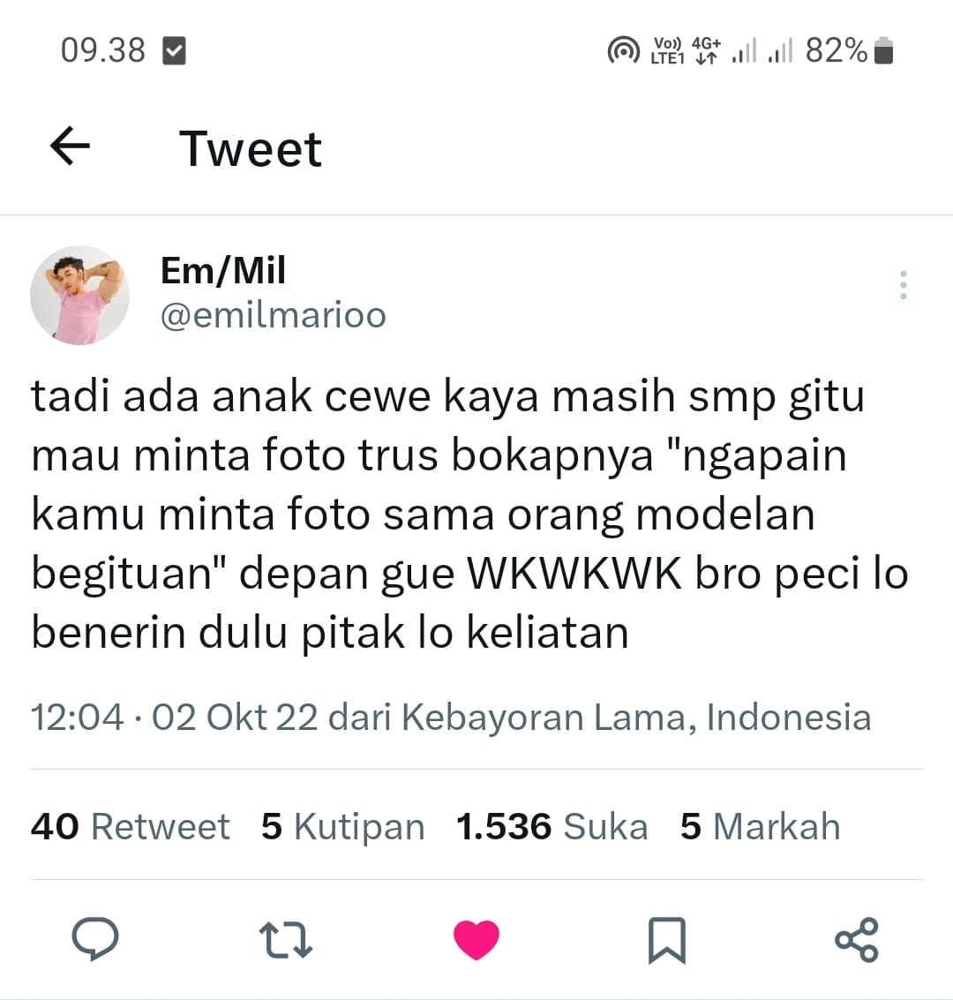 09.38
Vo)) 4G+
LTE1
82%
Tweet
Em/Mil
@emilmarioo
tadi ada anak cewe kaya masih smp gitu
mau minta foto trus bokapnya "ngapain
kamu minta foto sama orang modelan
begituan" depan gue WKWKWK bro peci lo
benerin dulu pitak lo keliatan
12:04 · 02 Okt 22 dari Kebayoran Lama, Indonesia
40 Retweet 5 Kutipan 1.536 Suka 5 Markah